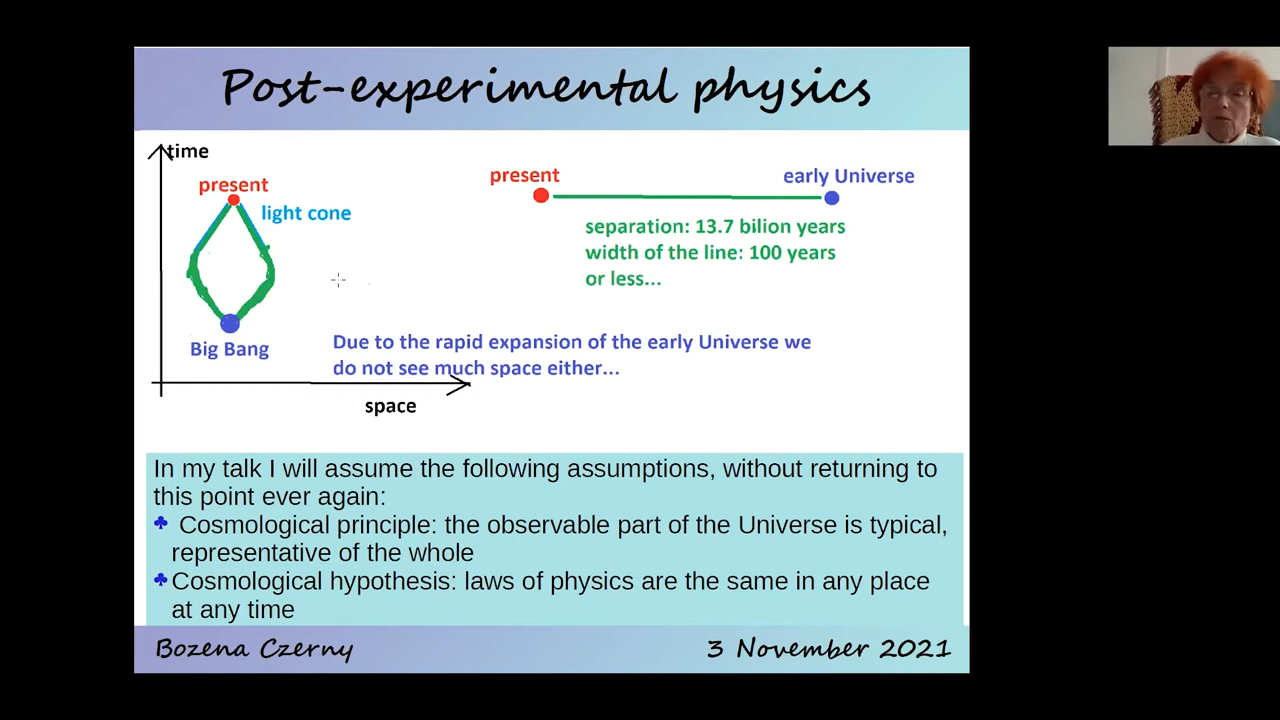 Post-experimental physics
time
present
light cone
Big Bang
space
present
early Universe
separation: 13.7 bilion years
width of the line: 100 years
or less...
Due to the rapid expansion of the early Universe we
do not see much space either...
In my talk I will assume the following assumptions, without returning to
this point ever again:
Cosmological principle: the observable part of the Universe is typical,
representative of the whole
Cosmological hypothesis: laws of physics are the same in any place
at any time
Bozena Czerny
3 November 2021